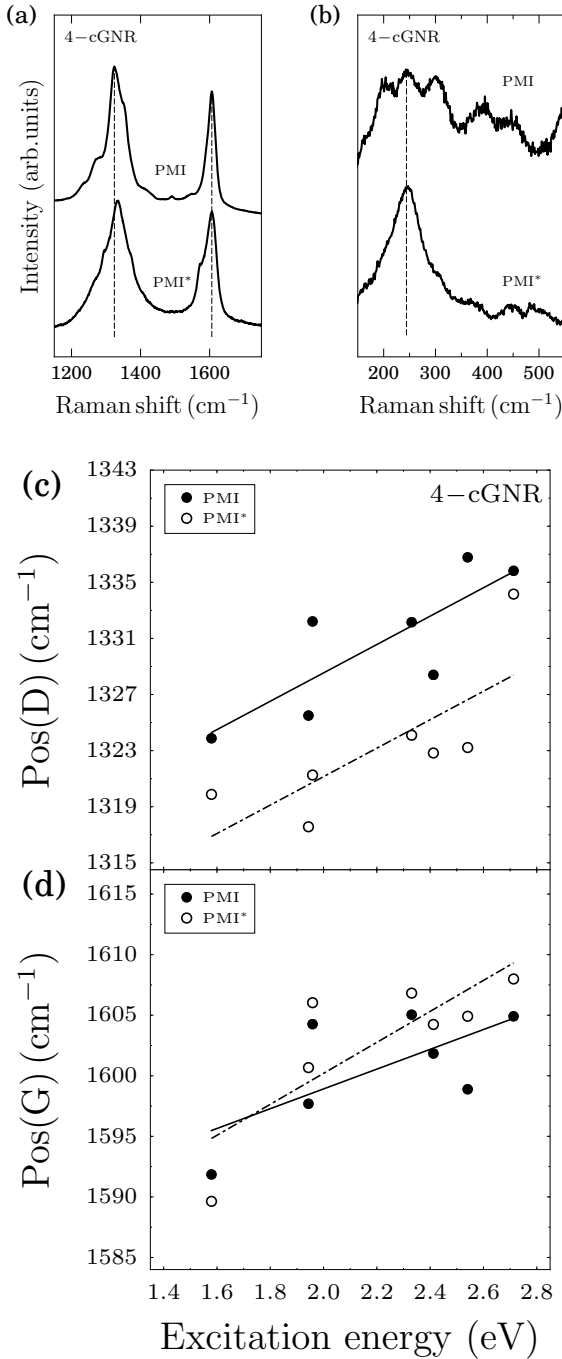 (a)
4−cGNR
PMI
PMI*
Intensity (arb.units)
1200 1400 1600
Raman shift (cm⁻¹)
(b)
4−cGNR
PMI
PMI*
200 300 400 500
Raman shift (cm⁻¹)
(c)
PMI
PMI*
4−cGNR
1343
1339
1335
1331
1327
1323
1319
1315
Pos(D) (cm⁻¹)
(d)
PMI
PMI*
1615
1610
1605
1600
1595
1590
1585
Pos(G) (cm⁻¹)
1.4 1.6 1.8 2.0 2.2 2.4 2.6 2.8
Excitation energy (eV)